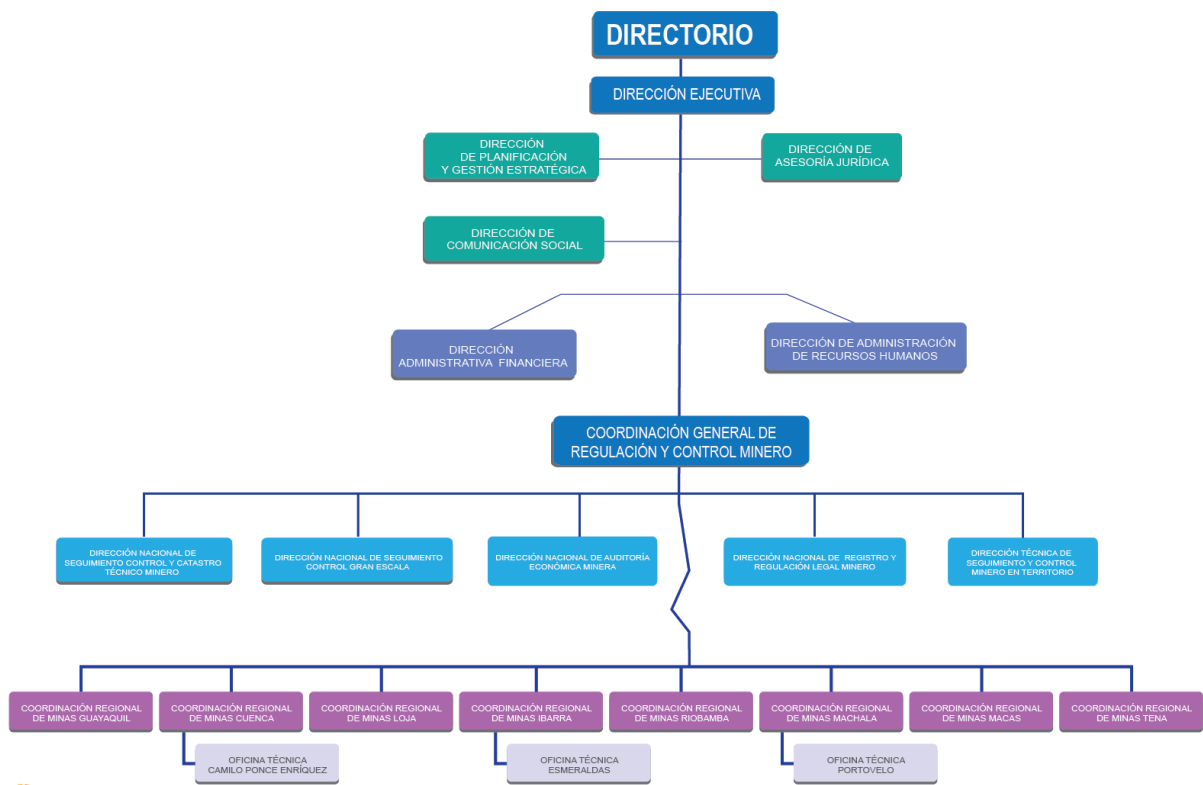 DIRECTORIO
DIRECCIÓN EJECUTIVA
DIRECCIÓN
DE PLANIFICACIÓN
Y GESTIÓN ESTRATÉGICA
DIRECCIÓN DE
ASESORÍA JURÍDICA
DIRECCIÓN DE
COMUNICACIÓN SOCIAL
DIRECCIÓN
ADMINISTRATIVA FINANCIERA
DIRECCIÓN DE ADMINISTRACIÓN
DE RECURSOS HUMANOS
COORDINACIÓN GENERAL DE
REGULACIÓN Y CONTROL MINERO
DIRECCIÓN NACIONAL DE
SEGUIMIENTO CONTROL Y CATASTRO
TÉCNICO MINERO
DIRECCIÓN NACIONAL DE SEGUIMIENTO
CONTROL GRAN ESCALA
DIRECCIÓN NACIONAL DE AUDITORÍA
ECONÓMICA MINERA
DIRECCIÓN NACIONAL DE REGISTRO Y
REGULACIÓN LEGAL MINERO
DIRECCIÓN TÉCNICA DE
SEGUIMIENTO Y CONTROL
MINERO EN TERRITORIO
COORDINACIÓN REGIONAL
DE MINAS GUAYAQUIL
COORDINACIÓN REGIONAL
DE MINAS CUENCA
COORDINACIÓN REGIONAL
DE MINAS LOJA
COORDINACIÓN REGIONAL
DE MINAS IBARRA
COORDINACIÓN REGIONAL
DE MINAS RIOBAMBA
COORDINACIÓN REGIONAL
DE MINAS MACHALA
COORDINACIÓN REGIONAL
DE MINAS MACAS
COORDINACIÓN REGIONAL
DE MINAS TENA
OFICINA TÉCNICA
CAMILO PONCE ENRÍQUEZ
OFICINA TÉCNICA
ESMERALDAS
OFICINA TÉCNICA
PORTOVELO